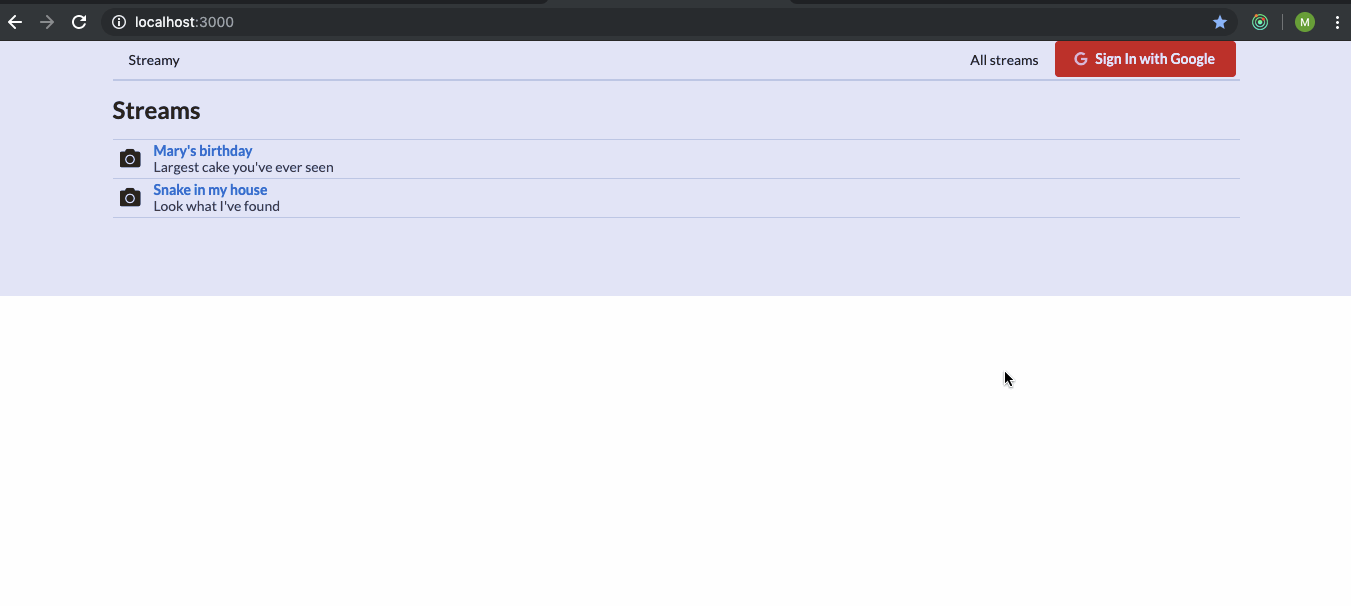 localhost:3000
M
Streamy All streams G Sign In with Google
Streams
Mary's birthday
Largest cake you've ever seen
Snake in my house
Look what I've found